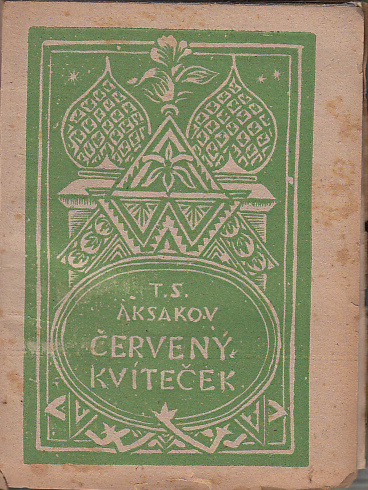 T.S.
AKSAKOV
ČERVENÝ
KVÍTEČEK